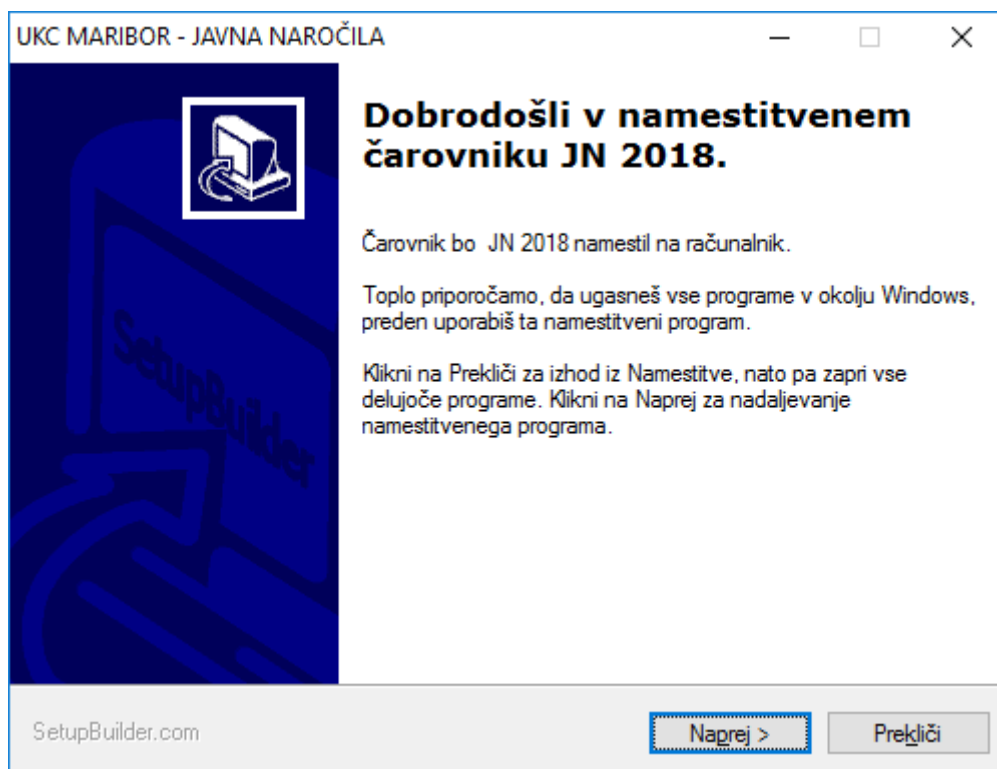 UKC MARIBOR - JAVNA NAROČILA
Dobrodošli v namestitvenem
čarovniku JN 2018.
Čarovnik bo  JN 2018 namestil na računalnik.
Toplo priporočamo, da ugasneš vse programe v okolju Windows,
preden uporabiš ta namestitveni program.
Klikni na Prekliči za izhod iz Namestitve, nato pa zapri vse
delujoče programe. Klikni na Naprej za nadaljevanje
namestitvenega programa.
SetupBuilder
SetupBuilder.com
Naprej >
Prekliči